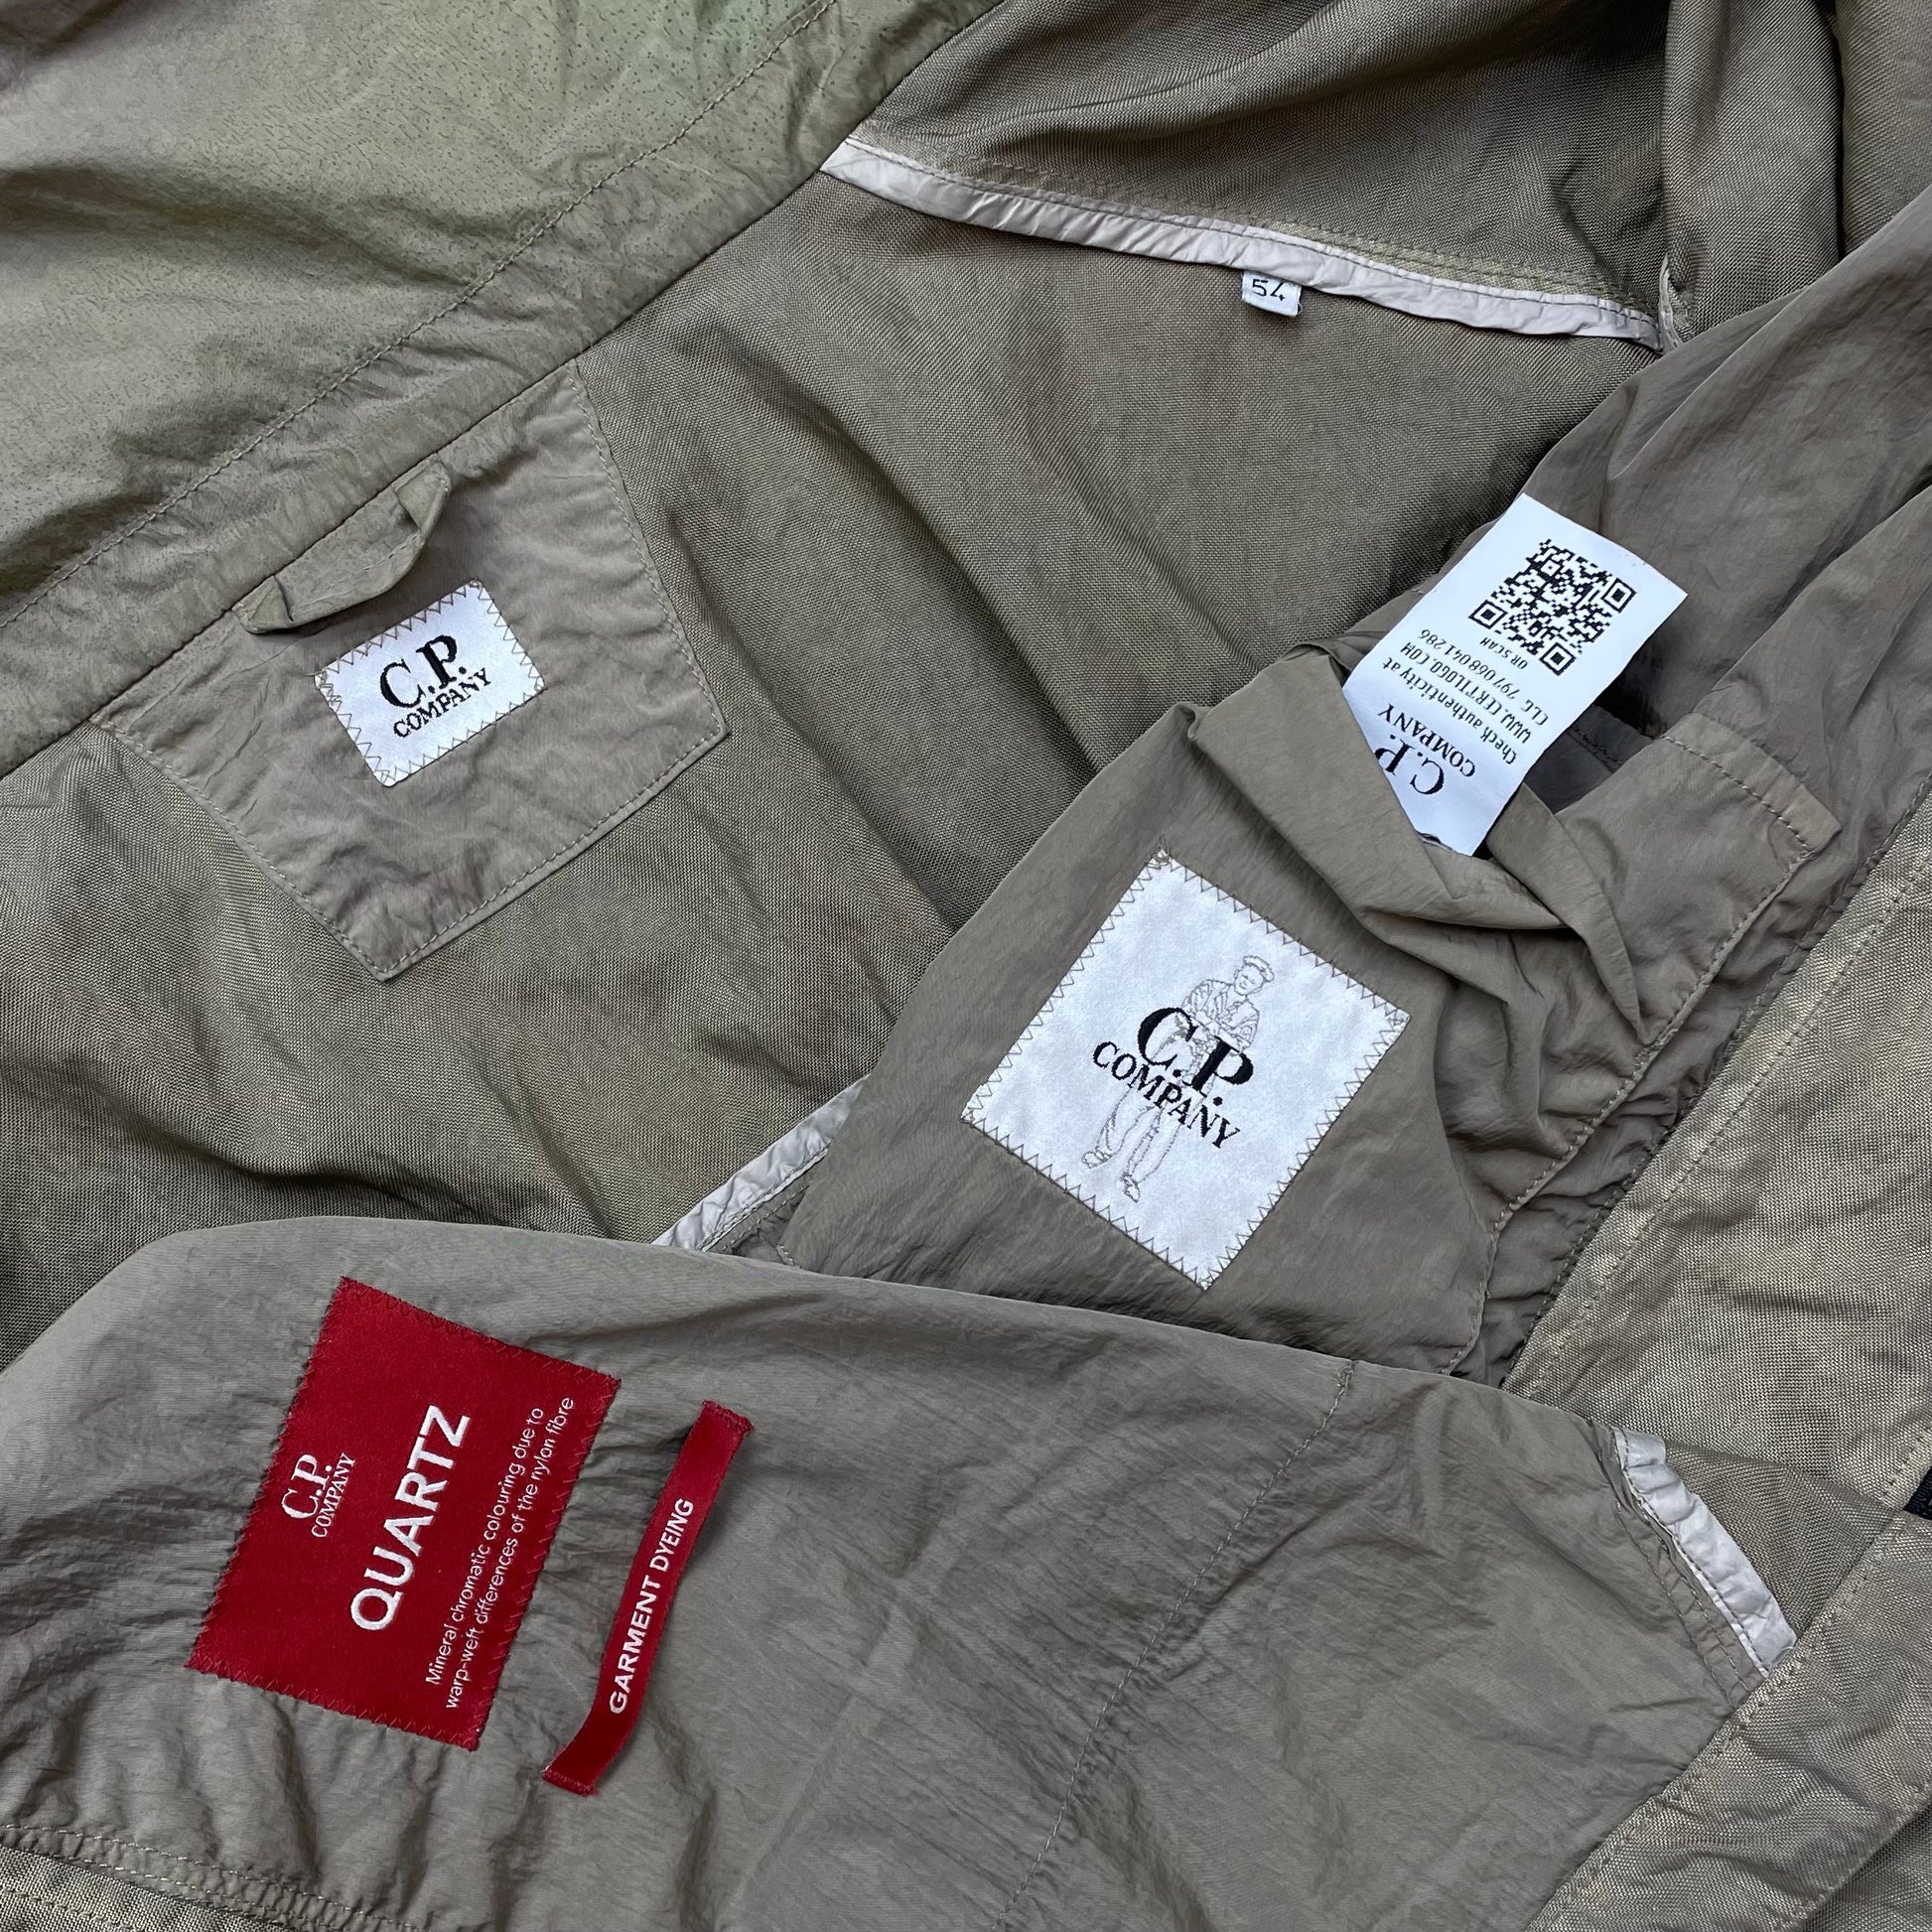 54
C.P.
COMPANY
C.P.
COMPANY
Check authenticity at
WWW.CERTILOGO.COM
CLG 797 068 041 286
OR SCAN
C.P.
COMPANY
C.P.
COMPANY
QUARTZ
Mineral chromatic colouring due to
warp-weft differences of the nylon fibre
GARMENT DYEING